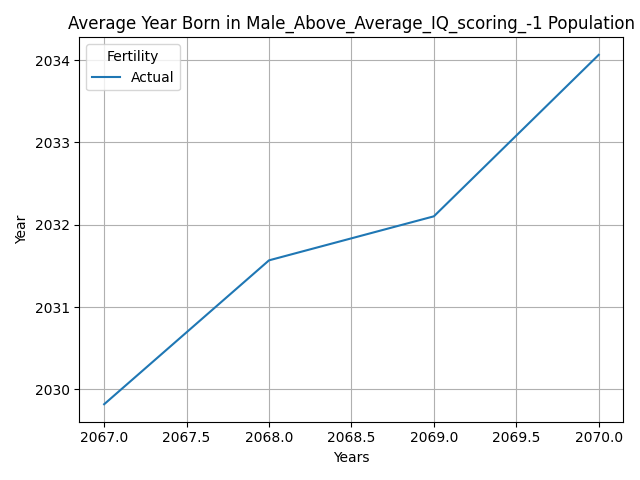 Average Year Born in Male_Above_Average_IQ_scoring_-1 Population
Fertility
Actual
2034
2033
2032
2031
2030
Year
2067.0 2067.5 2068.0 2068.5 2069.0 2069.5 2070.0
Years